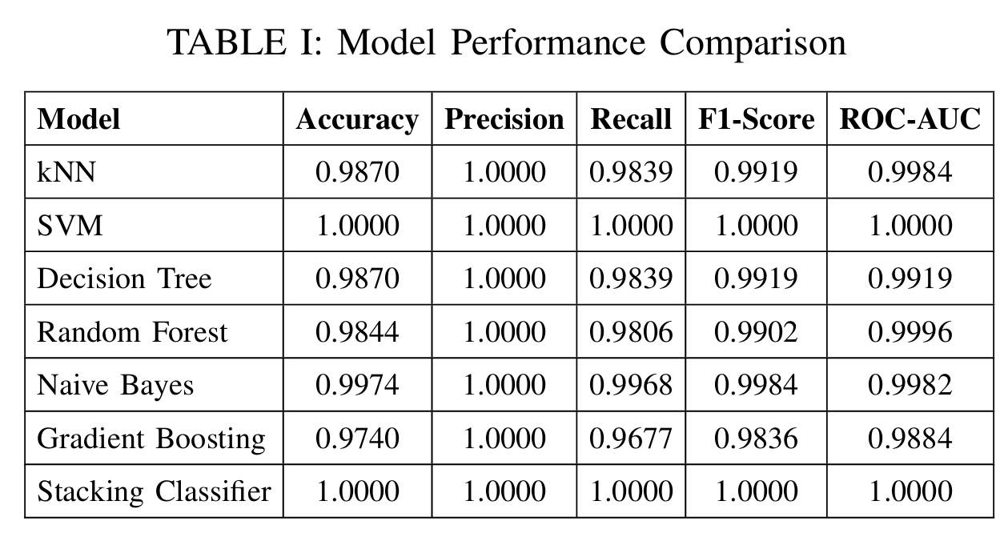 TABLE I: Model Performance Comparison
Model Accuracy Precision Recall F1-Score ROC-AUC
kNN 0.9870 1.0000 0.9839 0.9919 0.9984
SVM 1.0000 1.0000 1.0000 1.0000 1.0000
Decision Tree 0.9870 1.0000 0.9839 0.9919 0.9919
Random Forest 0.9844 1.0000 0.9806 0.9902 0.9996
Naive Bayes 0.9974 1.0000 0.9968 0.9984 0.9982
Gradient Boosting 0.9740 1.0000 0.9677 0.9836 0.9884
Stacking Classifier 1.0000 1.0000 1.0000 1.0000 1.0000